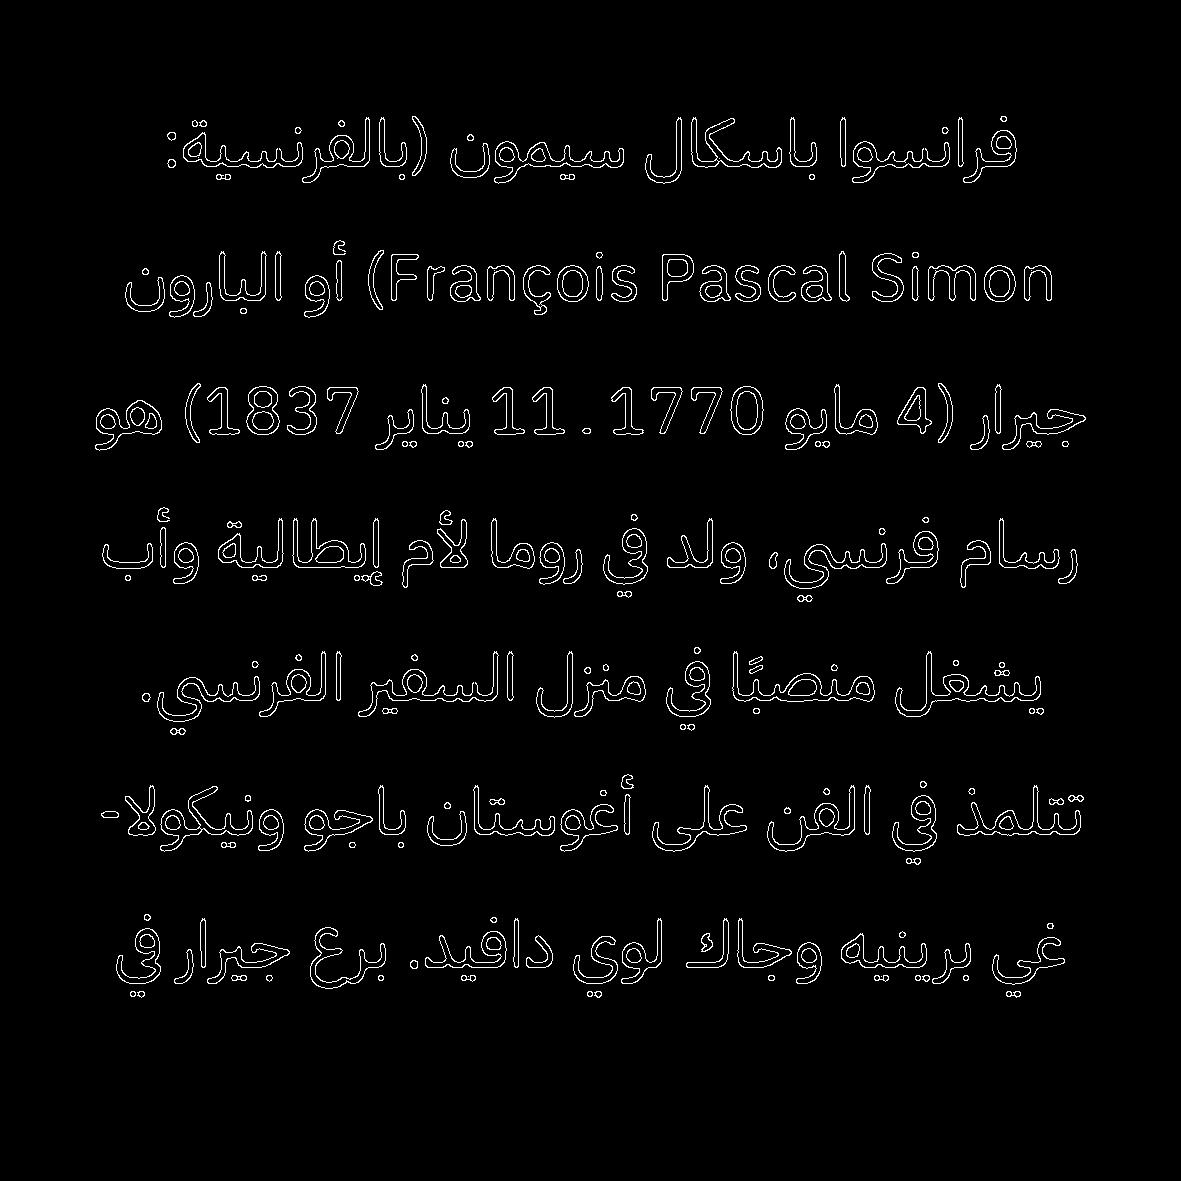 فرانسوا باسكال سيمون (بالفرنسية:
François Pascal Simon) أو البارون
جيرار (4 مايو 1770 ـ 11 يناير 1837) هو
رسام فرنسي، ولد في روما لأم إيطالية وأب
يشغل منصبًا في منزل السفير الفرنسي.
تتلمذ في الفن على أغوستان باجو ونيكولا-
غي برينيه وجاك لوي دافيد. برع جيرار في